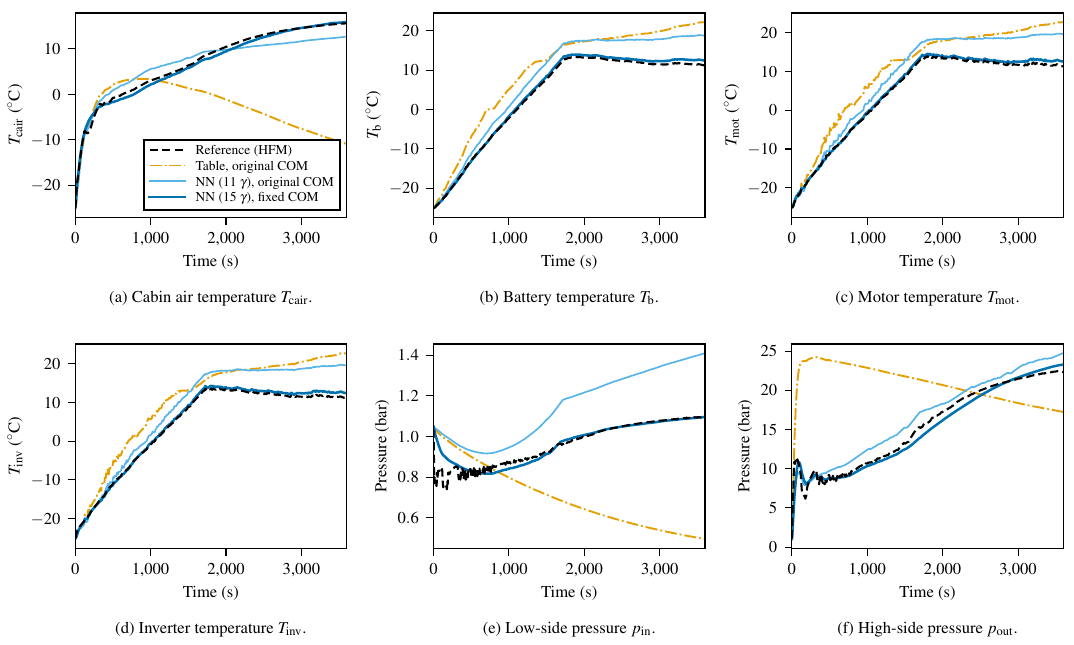 10
0
−10
−20
T_cair (°C)
Reference (HFM)
Table, original COM
NN (11 γ), original COM
NN (15 γ), fixed COM
0 1,000 2,000 3,000
Time (s)
(a) Cabin air temperature T_cair.
20
10
0
−10
−20
T_b (°C)
0 1,000 2,000 3,000
Time (s)
(b) Battery temperature T_b.
20
10
0
−10
−20
T_mot (°C)
0 1,000 2,000 3,000
Time (s)
(c) Motor temperature T_mot.
20
10
0
−10
−20
T_inv (°C)
0 1,000 2,000 3,000
Time (s)
(d) Inverter temperature T_inv.
1.4
1.2
1.0
0.8
0.6
Pressure (bar)
0 1,000 2,000 3,000
Time (s)
(e) Low-side pressure p_in.
25
20
15
10
5
0
Pressure (bar)
0 1,000 2,000 3,000
Time (s)
(f) High-side pressure p_out.